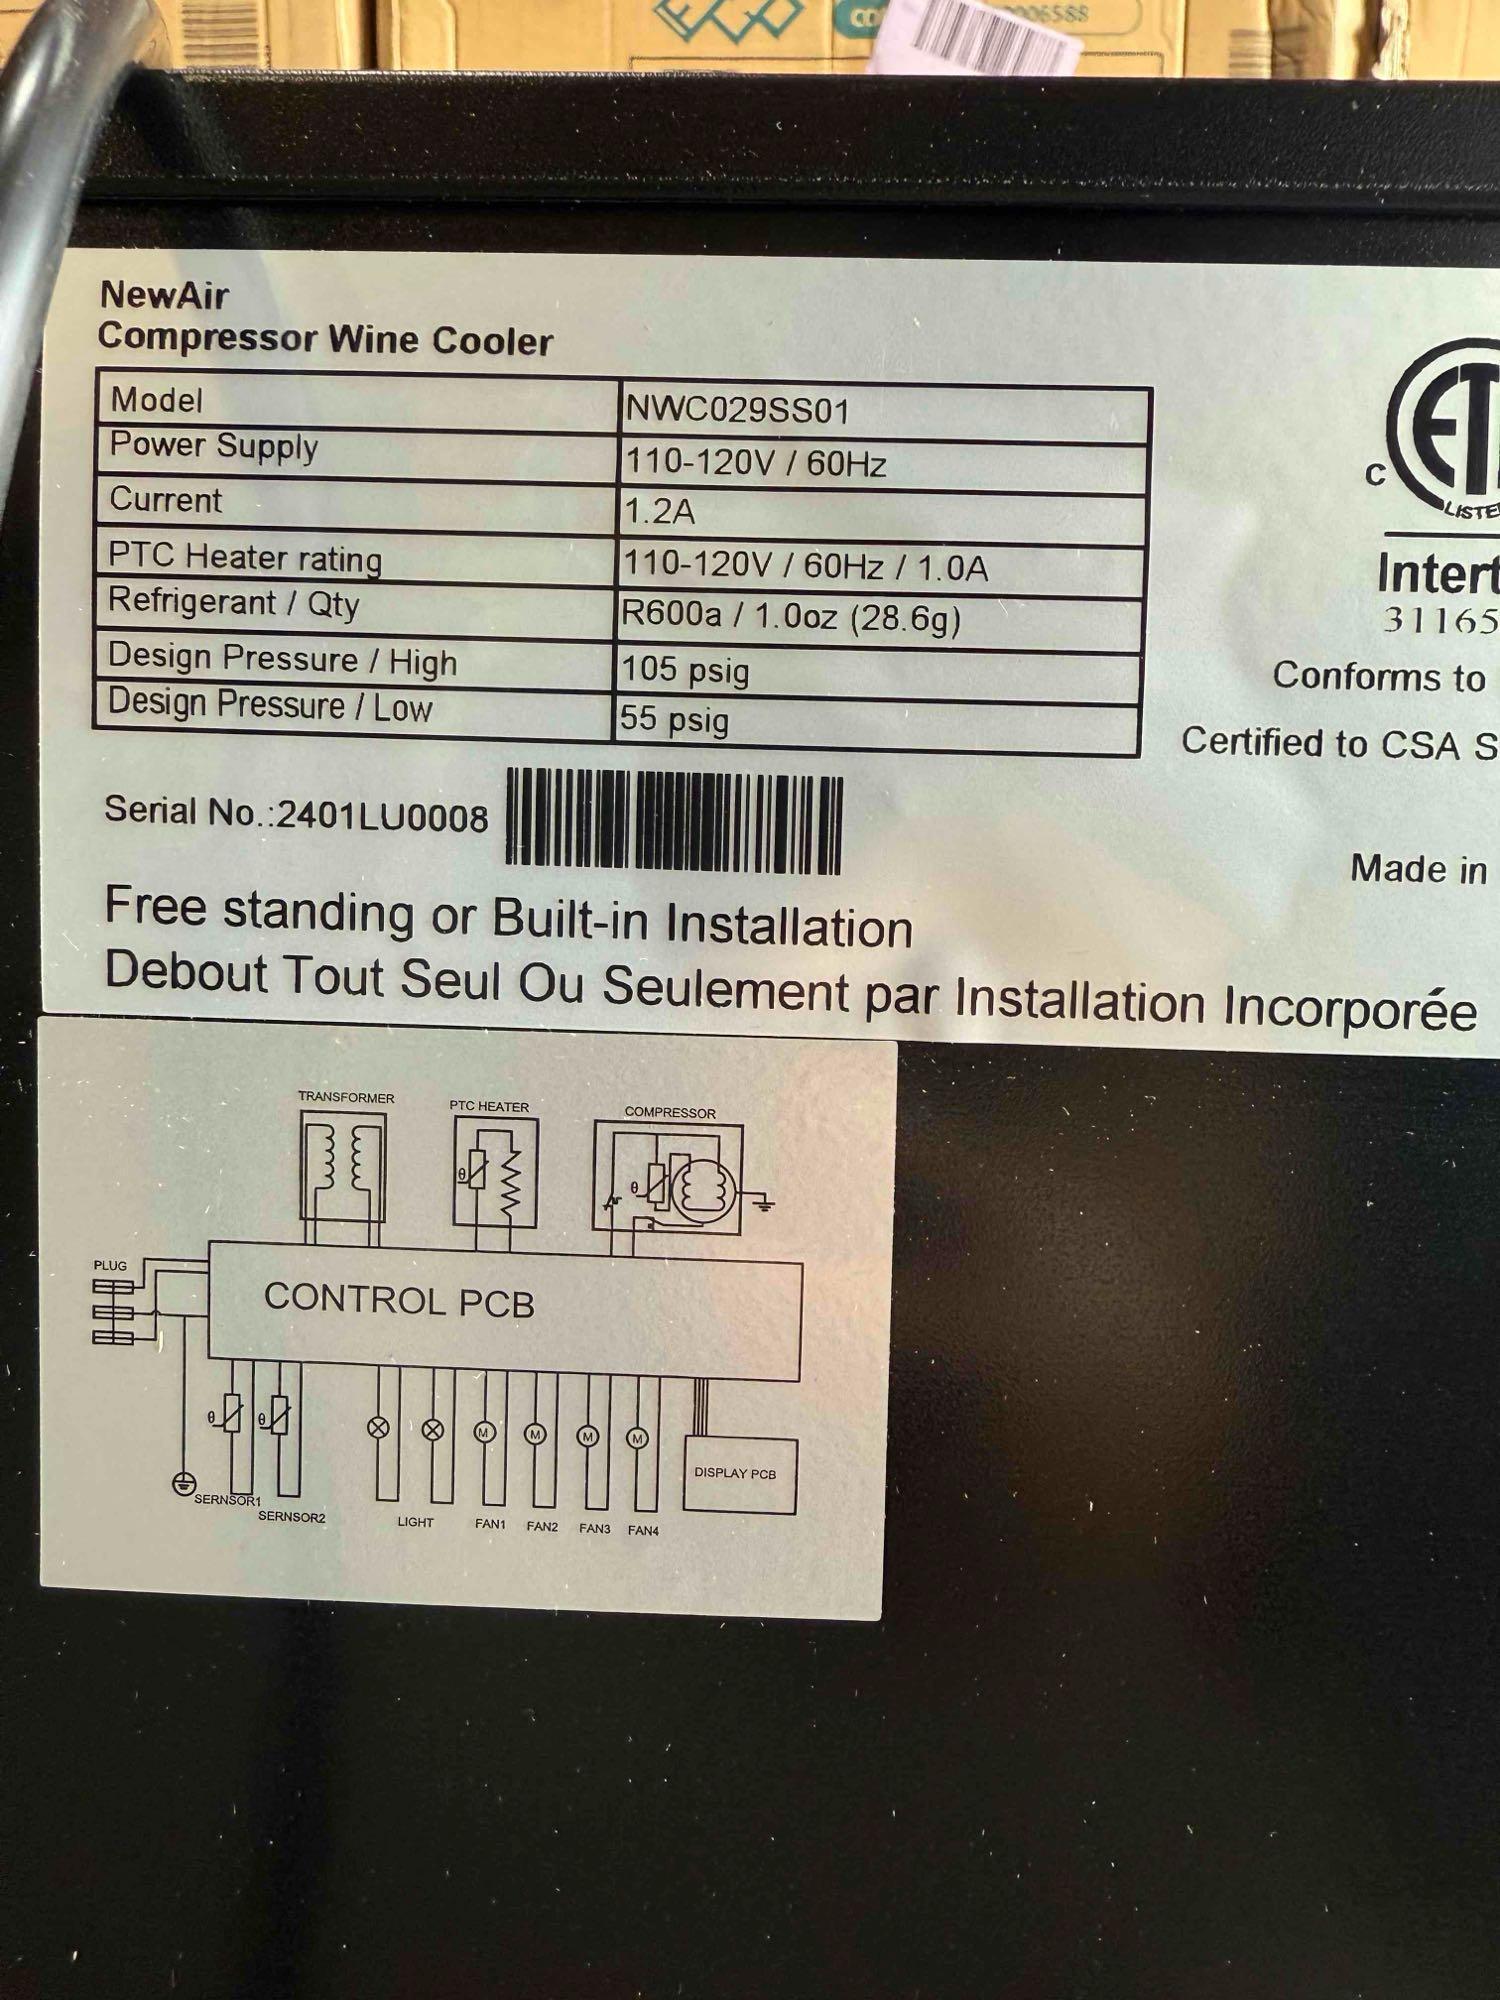 06588
NewAir
Compressor Wine Cooler
Model NWC029SS01
Power Supply 110-120V / 60Hz
Current 1.2A
PTC Heater rating 110-120V / 60Hz / 1.0A
Refrigerant / Qty R600a / 1.0oz (28.6g)
Design Pressure / High 105 psig
Design Pressure / Low 55 psig
C
Intert
31165
Conforms to
Certified to CSA S
Made in
Serial No.:2401LU0008
Free standing or Built-in Installation
Debout Tout Seul Ou Seulement par Installation Incorporée
TRANSFORMER PTC HEATER COMPRESSOR
θ θ
PLUG
CONTROL PCB
θ θ
M M M M
DISPLAY PCB
SERNSOR1
SERNSOR2
LIGHT FAN1 FAN2 FAN3 FAN4